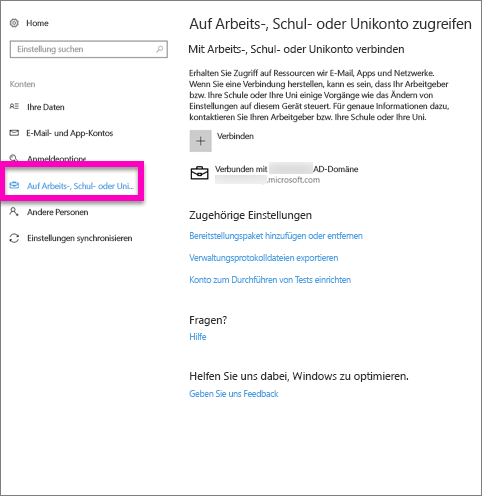 Home
Einstellung suchen
Konten
Ihre Daten
E-Mail- und App-Kontos
Anmeldeoptionen
Auf Arbeits-, Schul- oder Uni...
Andere Personen
Einstellungen synchronisieren
Auf Arbeits-, Schul- oder Unikonto zugreifen
Mit Arbeits-, Schul- oder Unikonto verbinden
Erhalten Sie Zugriff auf Ressourcen wir E-Mail, Apps und Netzwerke.
Wenn Sie eine Verbindung herstellen, kann es sein, dass Ihr Arbeitgeber
bzw. Ihre Schule oder Ihre Uni einige Vorgänge wie das Ändern von
Einstellungen auf diesem Gerät steuert. Für genaue Informationen dazu,
kontaktieren Sie Ihren Arbeitgeber bzw. Ihre Schule oder Ihre Uni.
Verbinden
Verbunden mit AD-Domäne
.microsoft.com
Zugehörige Einstellungen
Bereitstellungspaket hinzufügen oder entfernen
Verwaltungsprotokolldateien exportieren
Konto zum Durchführen von Tests einrichten
Fragen?
Hilfe
Helfen Sie uns dabei, Windows zu optimieren.
Geben Sie uns Feedback